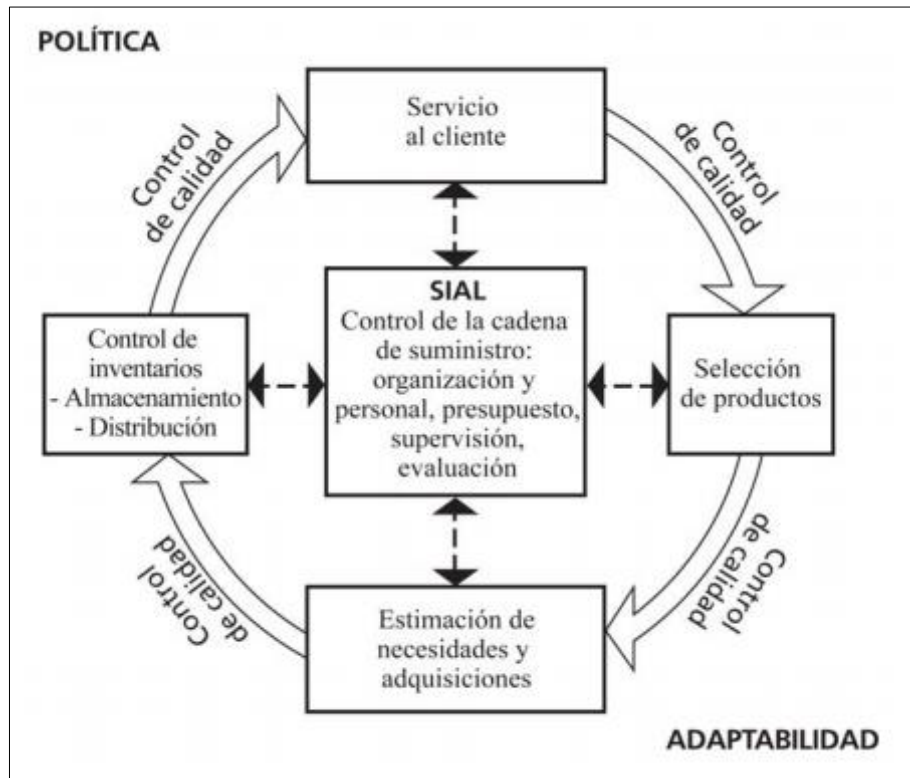 POLÍTICA
Servicio
al cliente
Control
de calidad
Control
de calidad
SIAL
Control de la cadena
de suministro:
organización y
personal, presupuesto,
supervisión,
evaluación
Control de
inventarios
- Almacenamiento
- Distribución
Selección
de productos
Control
de calidad
Control
de calidad
Estimación de
necesidades y
adquisiciones
ADAPTABILIDAD